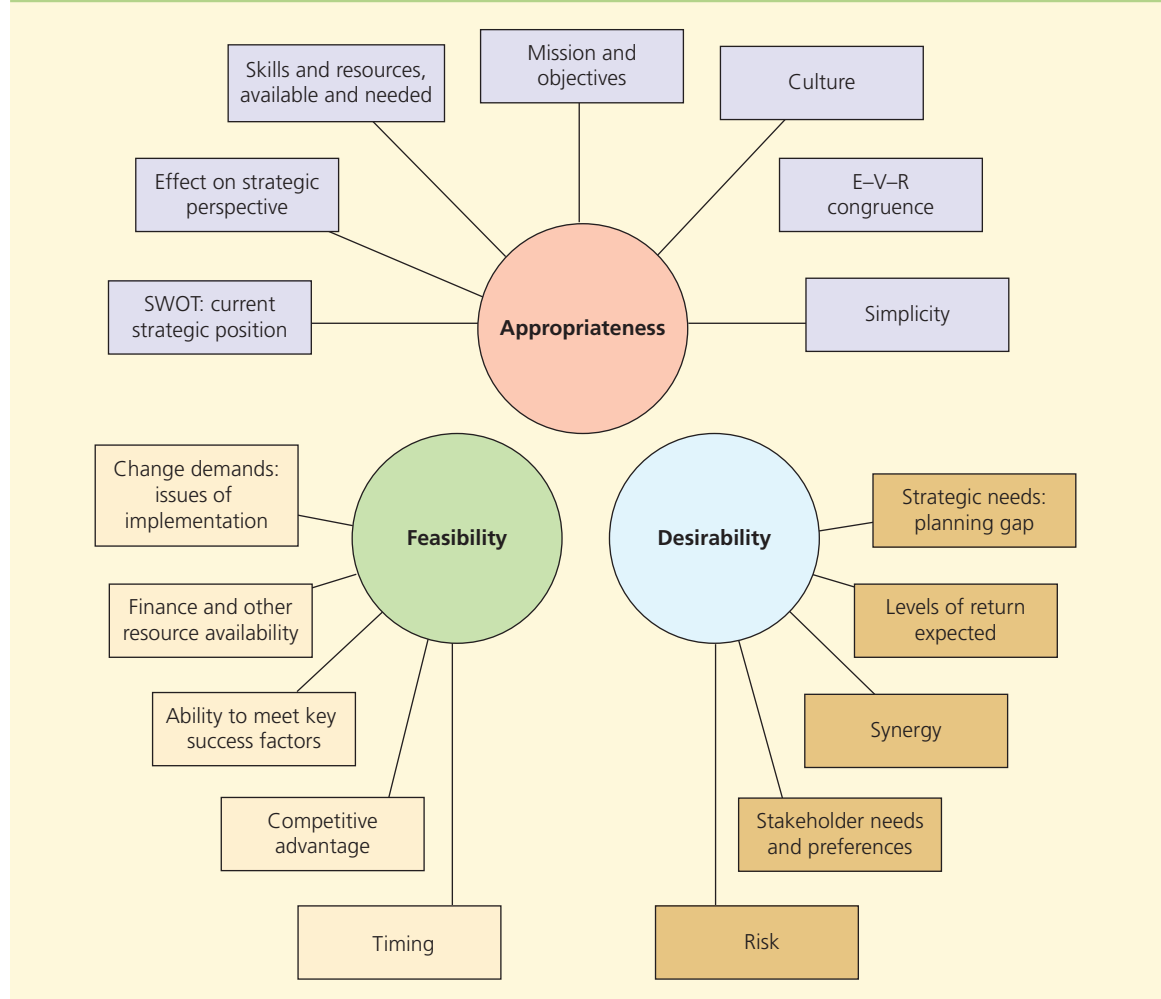 Mission and
objectives
Skills and resources,
available and needed
Culture
Effect on strategic
perspective
E–V–R
congruence
SWOT: current
strategic position
Appropriateness
Simplicity
Change demands:
issues of
implementation
Feasibility
Desirability
Strategic needs:
planning gap
Finance and other
resource availability
Levels of return
expected
Ability to meet key
success factors
Synergy
Competitive
advantage
Stakeholder needs
and preferences
Timing
Risk